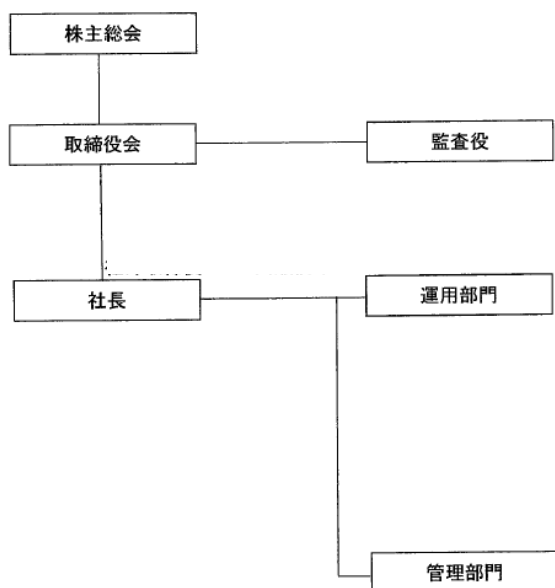 株主総会
取締役会
監査役
社長
運用部門
管理部門